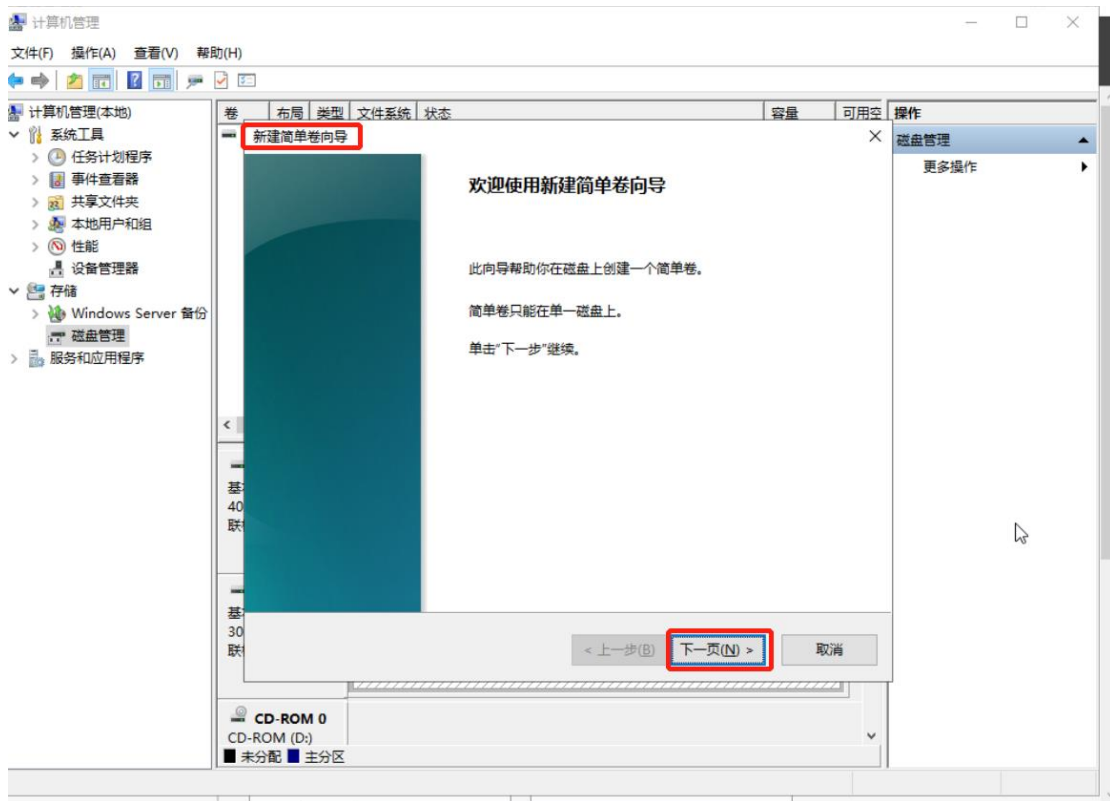 计算机管理
文件(F) 操作(A) 查看(V) 帮助(H)
计算机管理(本地)
系统工具
任务计划程序
事件查看器
共享文件夹
本地用户和组
性能
设备管理器
存储
Windows Server 备份
磁盘管理
服务和应用程序
卷 布局 类型 文件系统 状态 容量 可用空
新建简单卷向导
欢迎使用新建简单卷向导
此向导帮助你在磁盘上创建一个简单卷。
简单卷只能在单一磁盘上。
单击"下一步"继续。
< 上一步(B) 下一页(N) > 取消
基
40
联
基
30
联
CD-ROM 0
CD-ROM (D:)
未分配 主分区
操作
磁盘管理
更多操作